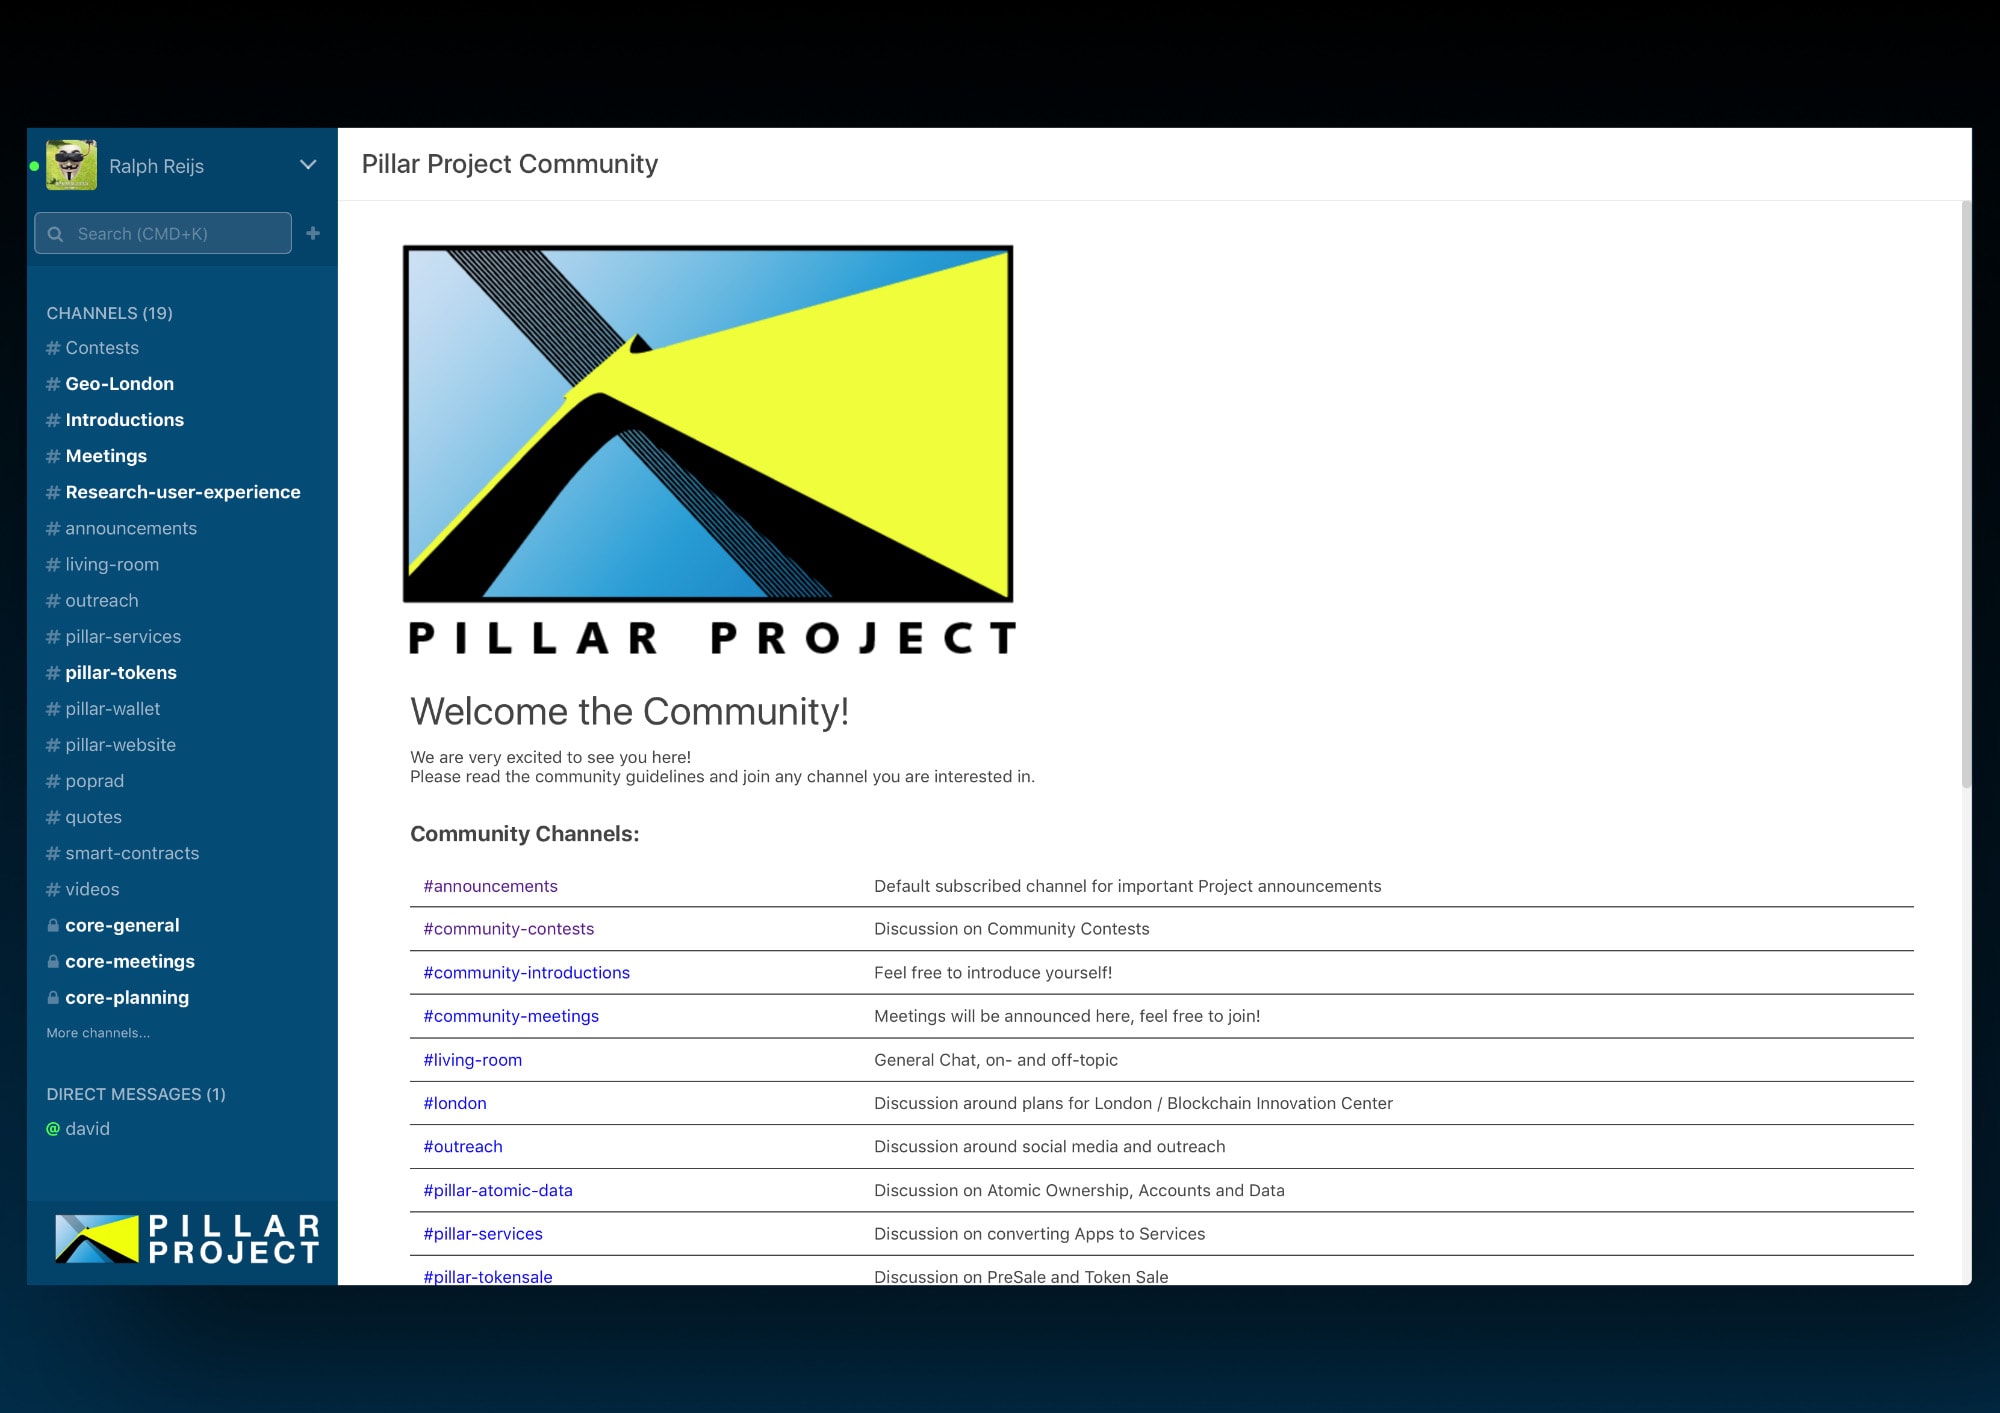 Ralph Reijs
Search (CMD+K)
CHANNELS (19)
# Contests
# Geo-London
# Introductions
# Meetings
# Research-user-experience
# announcements
# living-room
# outreach
# pillar-services
# pillar-tokens
# pillar-wallet
# pillar-website
# poprad
# quotes
# smart-contracts
# videos
core-general
core-meetings
core-planning
More channels...
DIRECT MESSAGES (1)
@ david
PILLAR
PROJECT
Pillar Project Community
PILLAR PROJECT
Welcome the Community!
We are very excited to see you here!
Please read the community guidelines and join any channel you are interested in.
Community Channels:
#announcements Default subscribed channel for important Project announcements
#community-contests Discussion on Community Contests
#community-introductions Feel free to introduce yourself!
#community-meetings Meetings will be announced here, feel free to join!
#living-room General Chat, on- and off-topic
#london Discussion around plans for London / Blockchain Innovation Center
#outreach Discussion around social media and outreach
#pillar-atomic-data Discussion on Atomic Ownership, Accounts and Data
#pillar-services Discussion on converting Apps to Services
#pillar-tokensale Discussion on PreSale and Token Sale